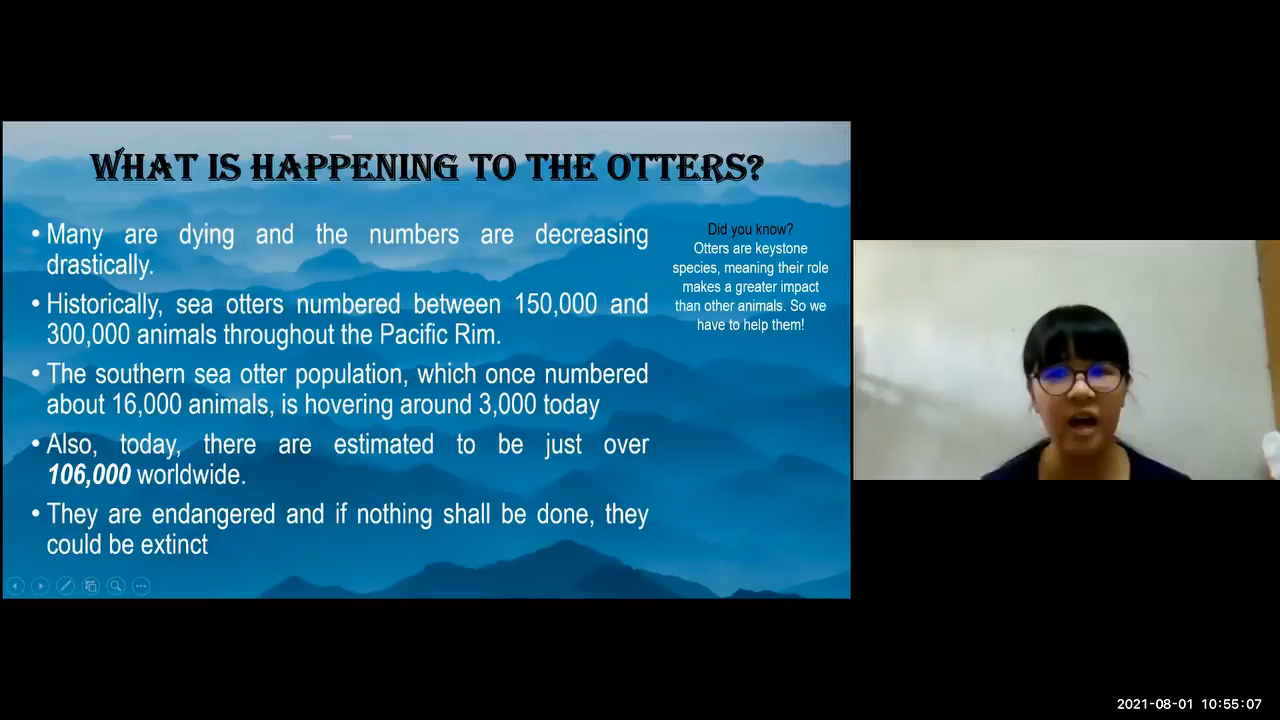 WHAT IS HAPPENING TO THE OTTERS?
• Many are dying and the numbers are decreasing
drastically.
• Historically, sea otters numbered between 150,000 and
300,000 animals throughout the Pacific Rim.
• The southern sea otter population, which once numbered
about 16,000 animals, is hovering around 3,000 today
• Also, today, there are estimated to be just over
106,000 worldwide.
• They are endangered and if nothing shall be done, they
could be extinct
Did you know?
Otters are keystone
species, meaning their role
makes a greater impact
than other animals. So we
have to help them!
2021-08-01 10:55:07